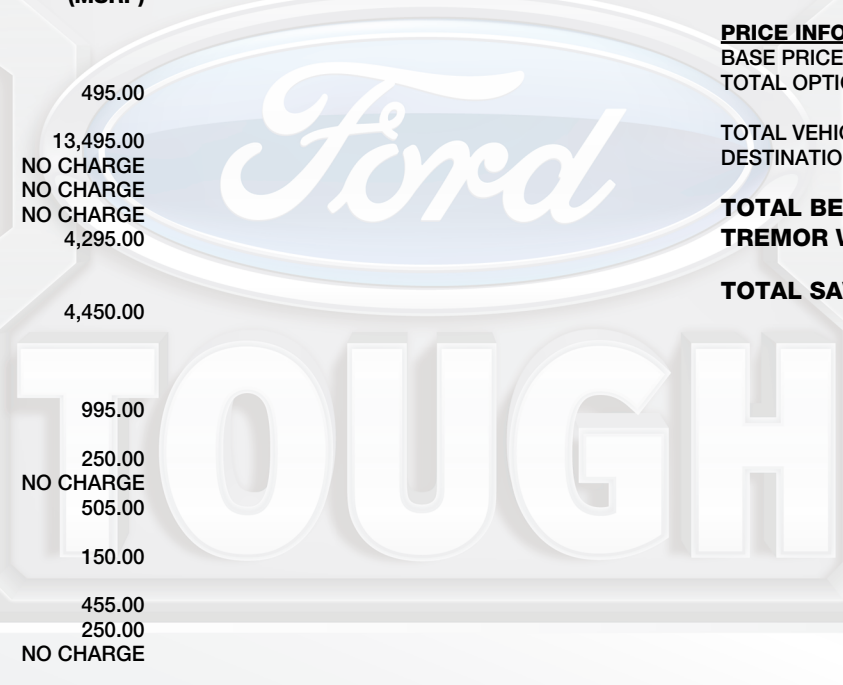 (MSRP)
495.00
13,495.00
NO CHARGE
NO CHARGE
NO CHARGE
4,295.00
4,450.00
995.00
250.00
NO CHARGE
505.00
150.00
455.00
250.00
NO CHARGE
PRICE INFO
BASE PRICE
TOTAL OPTI
TOTAL VEHI
DESTINATIO
TOTAL BE
TREMOR
TOTAL SA
Ford
TOUGH